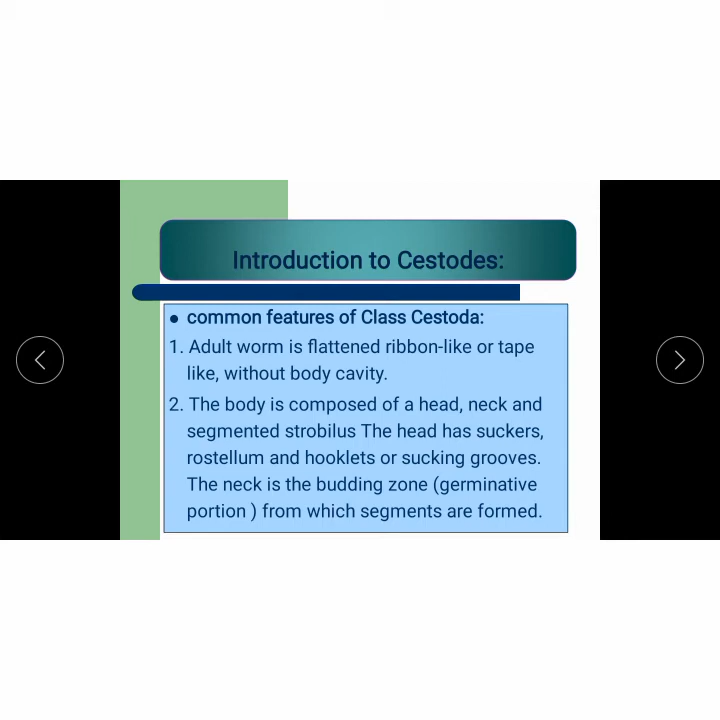 Introduction to Cestodes:
● common features of Class Cestoda:
1. Adult worm is flattened ribbon-like or tape
like, without body cavity.
2. The body is composed of a head, neck and
segmented strobilus The head has suckers,
rostellum and hooklets or sucking grooves.
The neck is the budding zone (germinative
portion ) from which segments are formed.